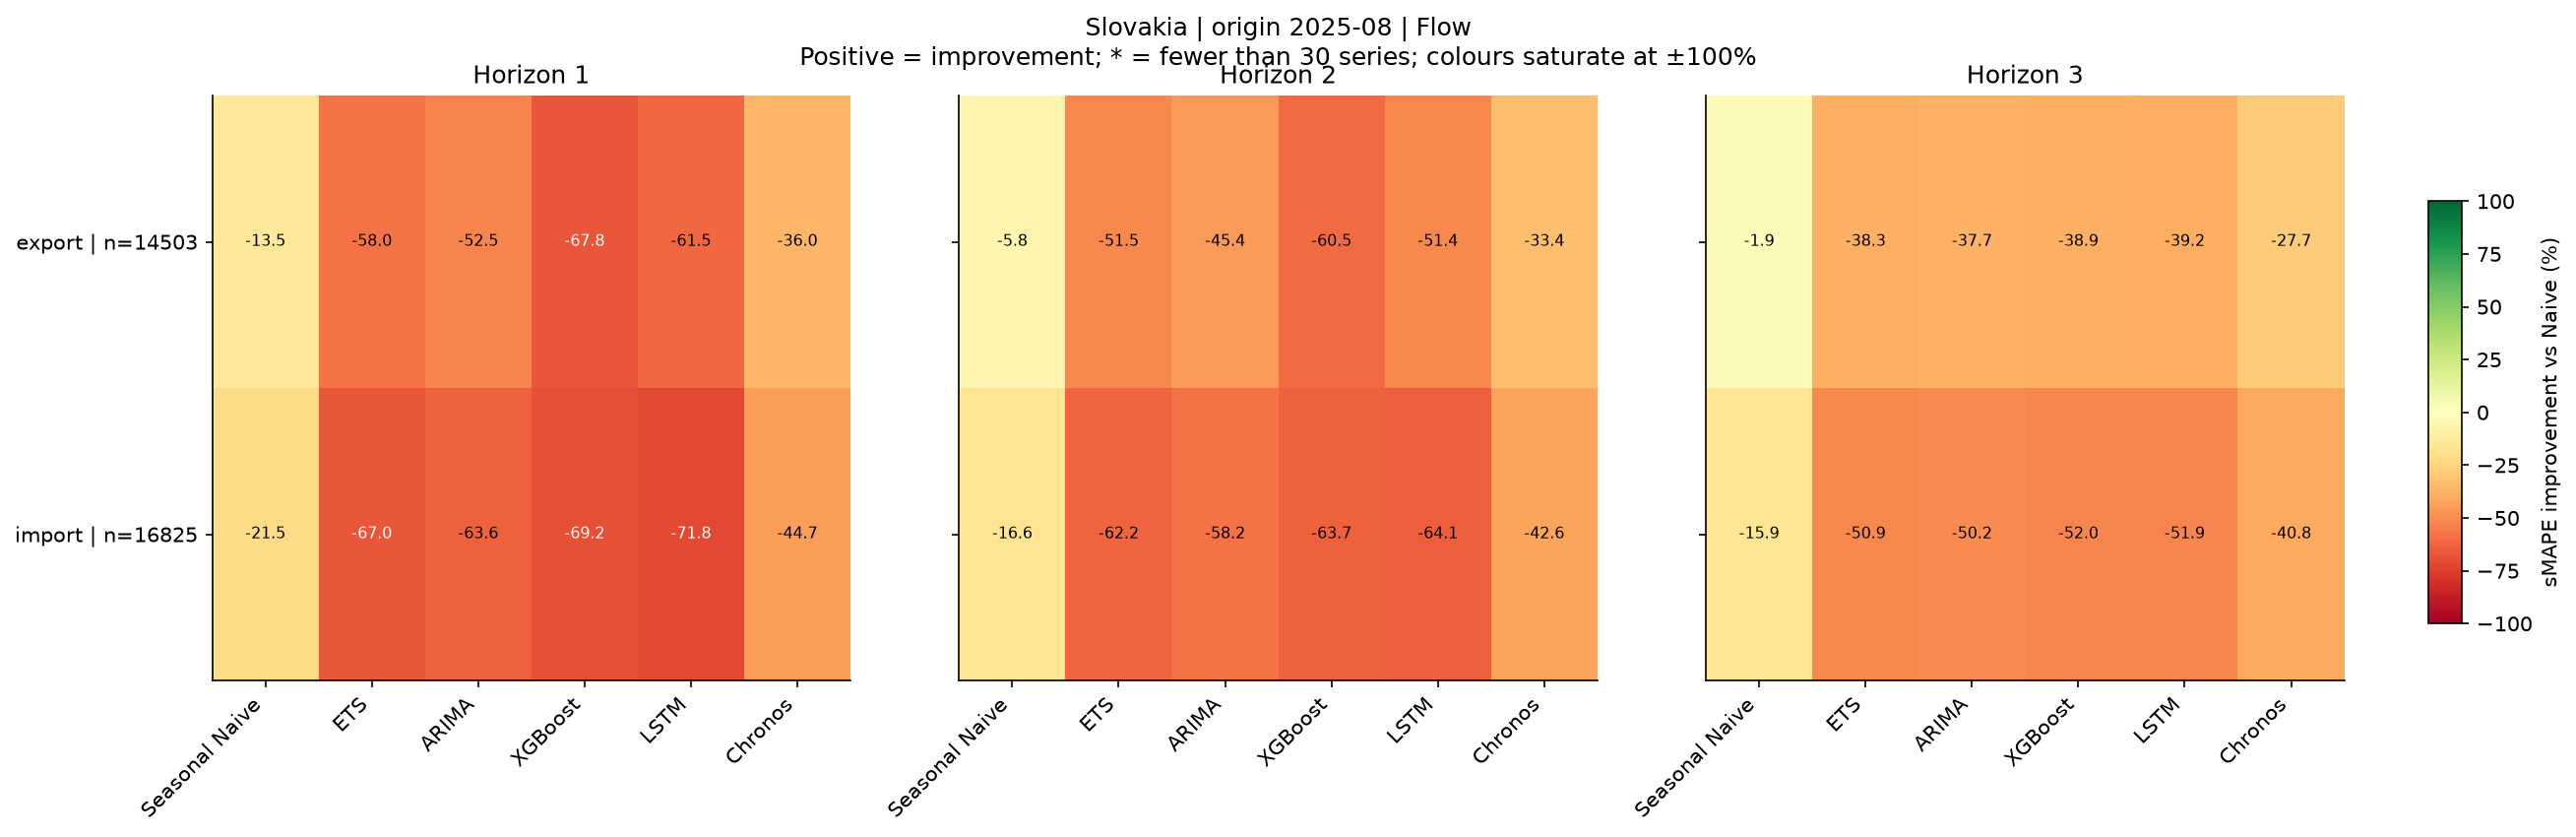 Slovakia | origin 2025-08 | Flow
Positive = improvement; * = fewer than 30 series; colours saturate at ±100%
Horizon 1
Horizon 2
Horizon 3
export | n=14503
-13.5 -58.0 -52.5 -67.8 -61.5 -36.0
-5.8 -51.5 -45.4 -60.5 -51.4 -33.4
-1.9 -38.3 -37.7 -38.9 -39.2 -27.7
import | n=16825
-21.5 -67.0 -63.6 -69.2 -71.8 -44.7
-16.6 -62.2 -58.2 -63.7 -64.1 -42.6
-15.9 -50.9 -50.2 -52.0 -51.9 -40.8
Seasonal Naive ETS ARIMA XGBoost LSTM Chronos
Seasonal Naive ETS ARIMA XGBoost LSTM Chronos
Seasonal Naive ETS ARIMA XGBoost LSTM Chronos
100
75
50
25
0
−25
−50
−75
−100
sMAPE improvement vs Naive (%)